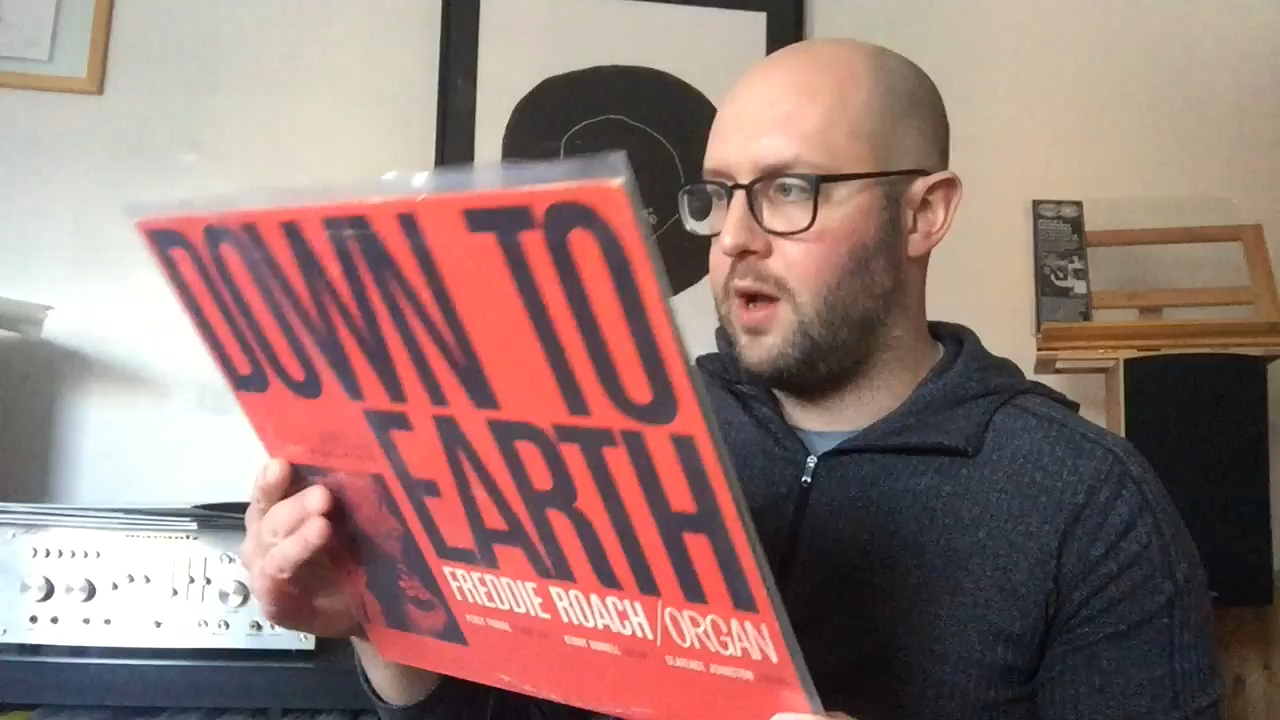 DOWN TO
EARTH
FREDDIE ROACH/ORGAN
PERCY FRANCE KENNY BURRELL CLARENCE JOHNSTON